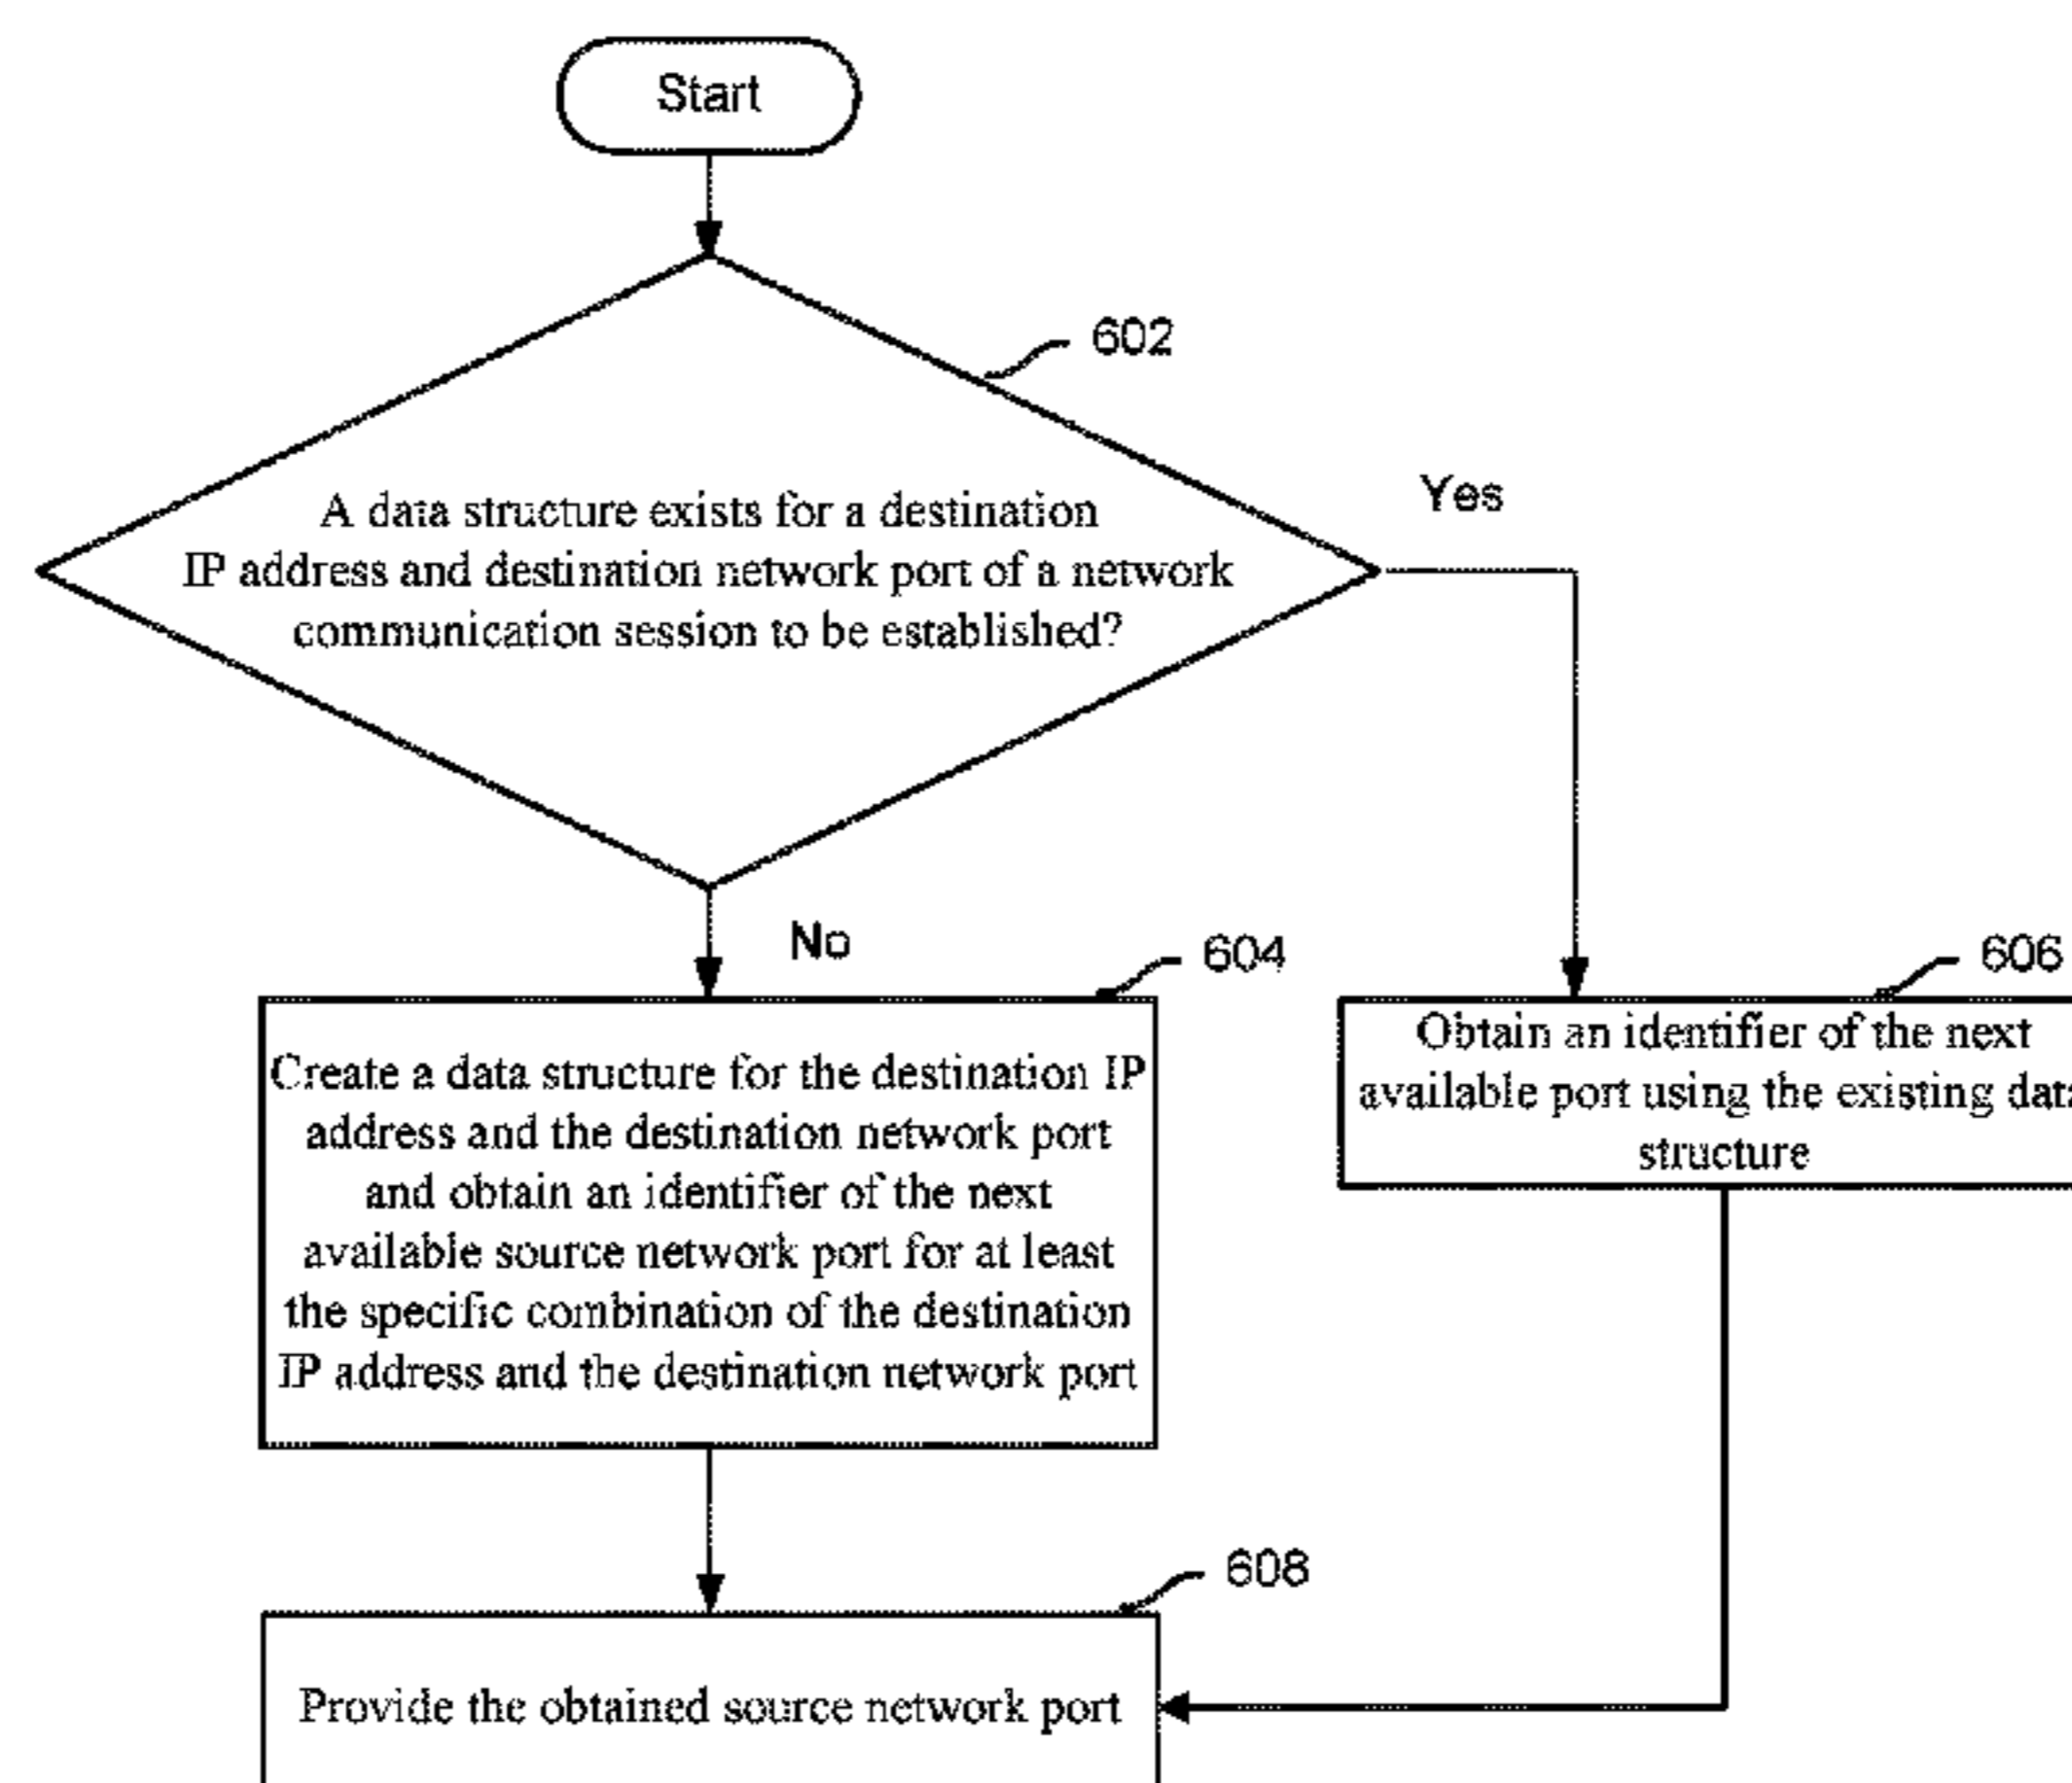 Start
602
A data structure exists for a destination
IP address and destination network port of a network
communication session to be established?
Yes
No
604
606
Create a data structure for the destination IP
address and the destination network port
and obtain an identifier of the next
available source network port for at least
the specific combination of the destination
IP address and the destination network port
Obtain an identifier of the next
available port using the existing data
structure
608
Provide the obtained source network port